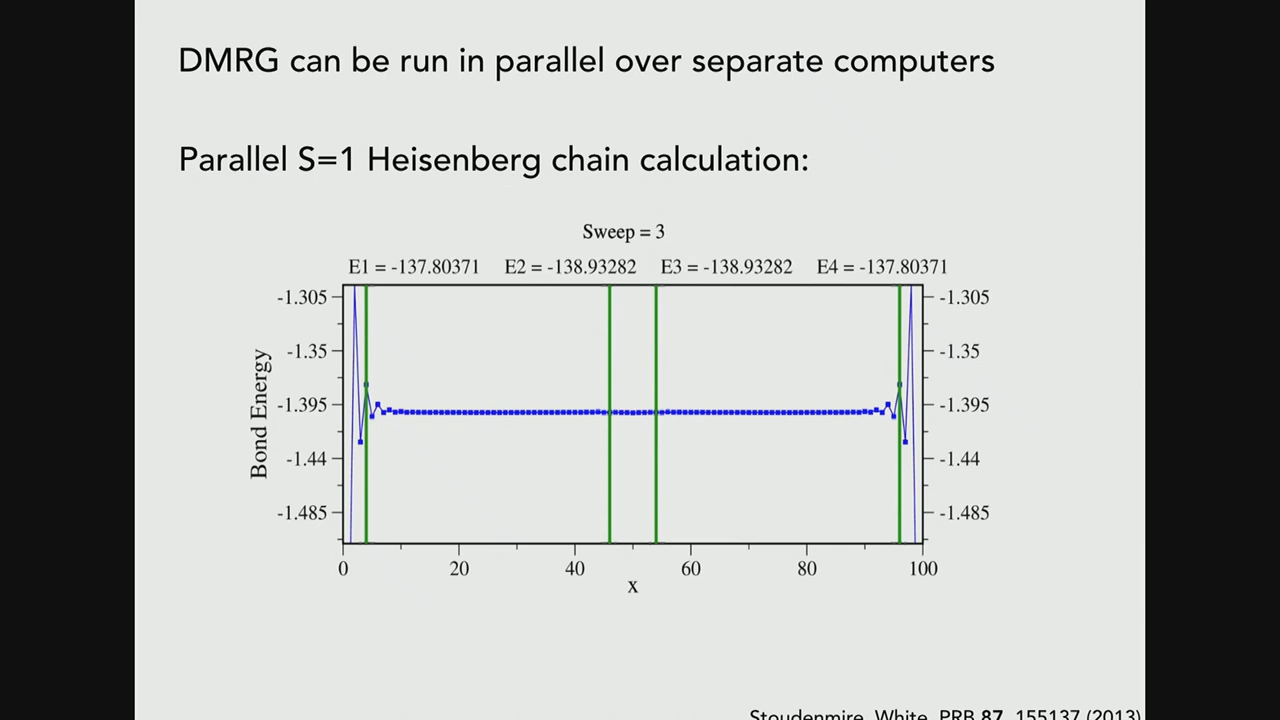 DMRG can be run in parallel over separate computers
Parallel S=1 Heisenberg chain calculation:
Sweep = 3
E1 = -137.80371 E2 = -138.93282 E3 = -138.93282 E4 = -137.80371
-1.305 -1.305
-1.35 -1.35
-1.395 -1.395
-1.44 -1.44
-1.485 -1.485
Bond Energy
0 20 40 60 80 100
x
Stoudenmire, White, PRB 87, 155137 (2013)